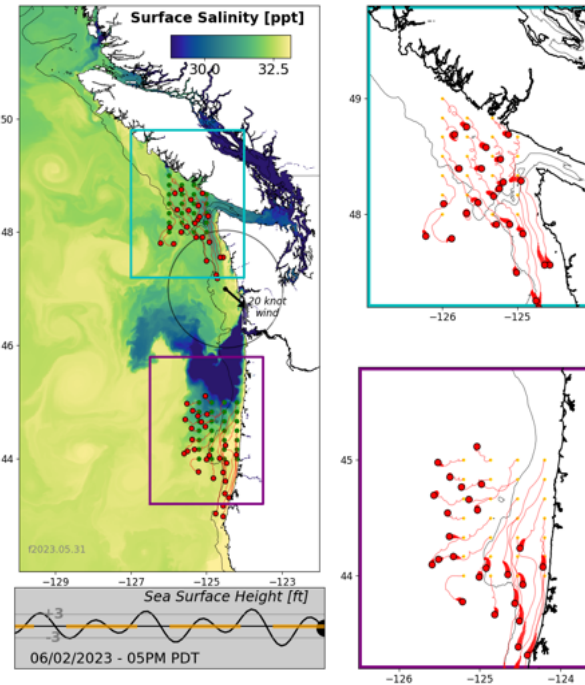 Surface Salinity [ppt]
30.0 32.5
50
48
46
44
20 knot
wind
f2023.05.31
−129 −127 −125 −123
Sea Surface Height [ft]
+3
-3
06/02/2023 - 05PM PDT
49
48
−126 −125
45
44
−126 −125 −124